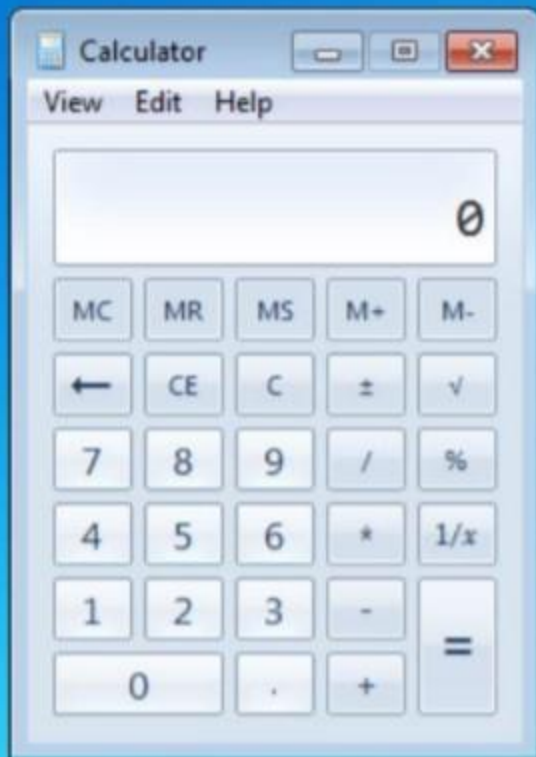 Calculator
View Edit Help
0
MC MR MS M+ M-
← CE C ± √
7 8 9 / %
4 5 6 * 1/x
1 2 3 - =
0 . +